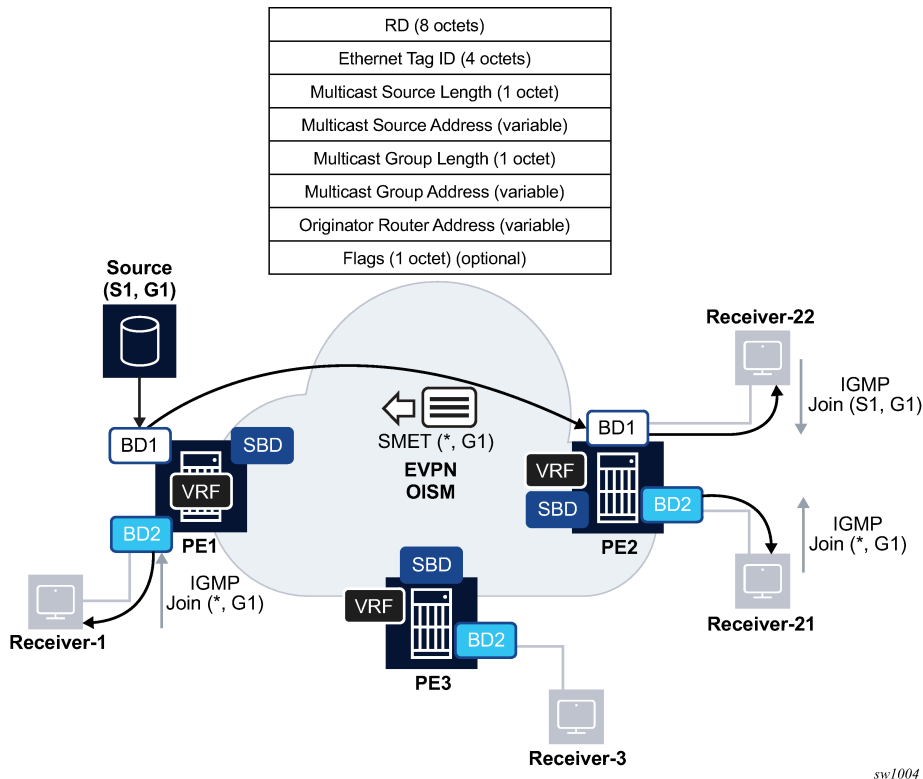 RD (8 octets)
Ethernet Tag ID (4 octets)
Multicast Source Length (1 octet)
Multicast Source Address (variable)
Multicast Group Length (1 octet)
Multicast Group Address (variable)
Originator Router Address (variable)
Flags (1 octet) (optional)
Source
(S1, G1)
Receiver-22
IGMP
Join (S1, G1)
SMET (*, G1)
EVPN
OISM
BD1
SBD
VRF
BD2
PE1
IGMP
Join (*, G1)
Receiver-1
BD1
VRF
SBD
BD2
PE2
IGMP
Join (*, G1)
Receiver-21
SBD
VRF
BD2
PE3
Receiver-3
sw1004